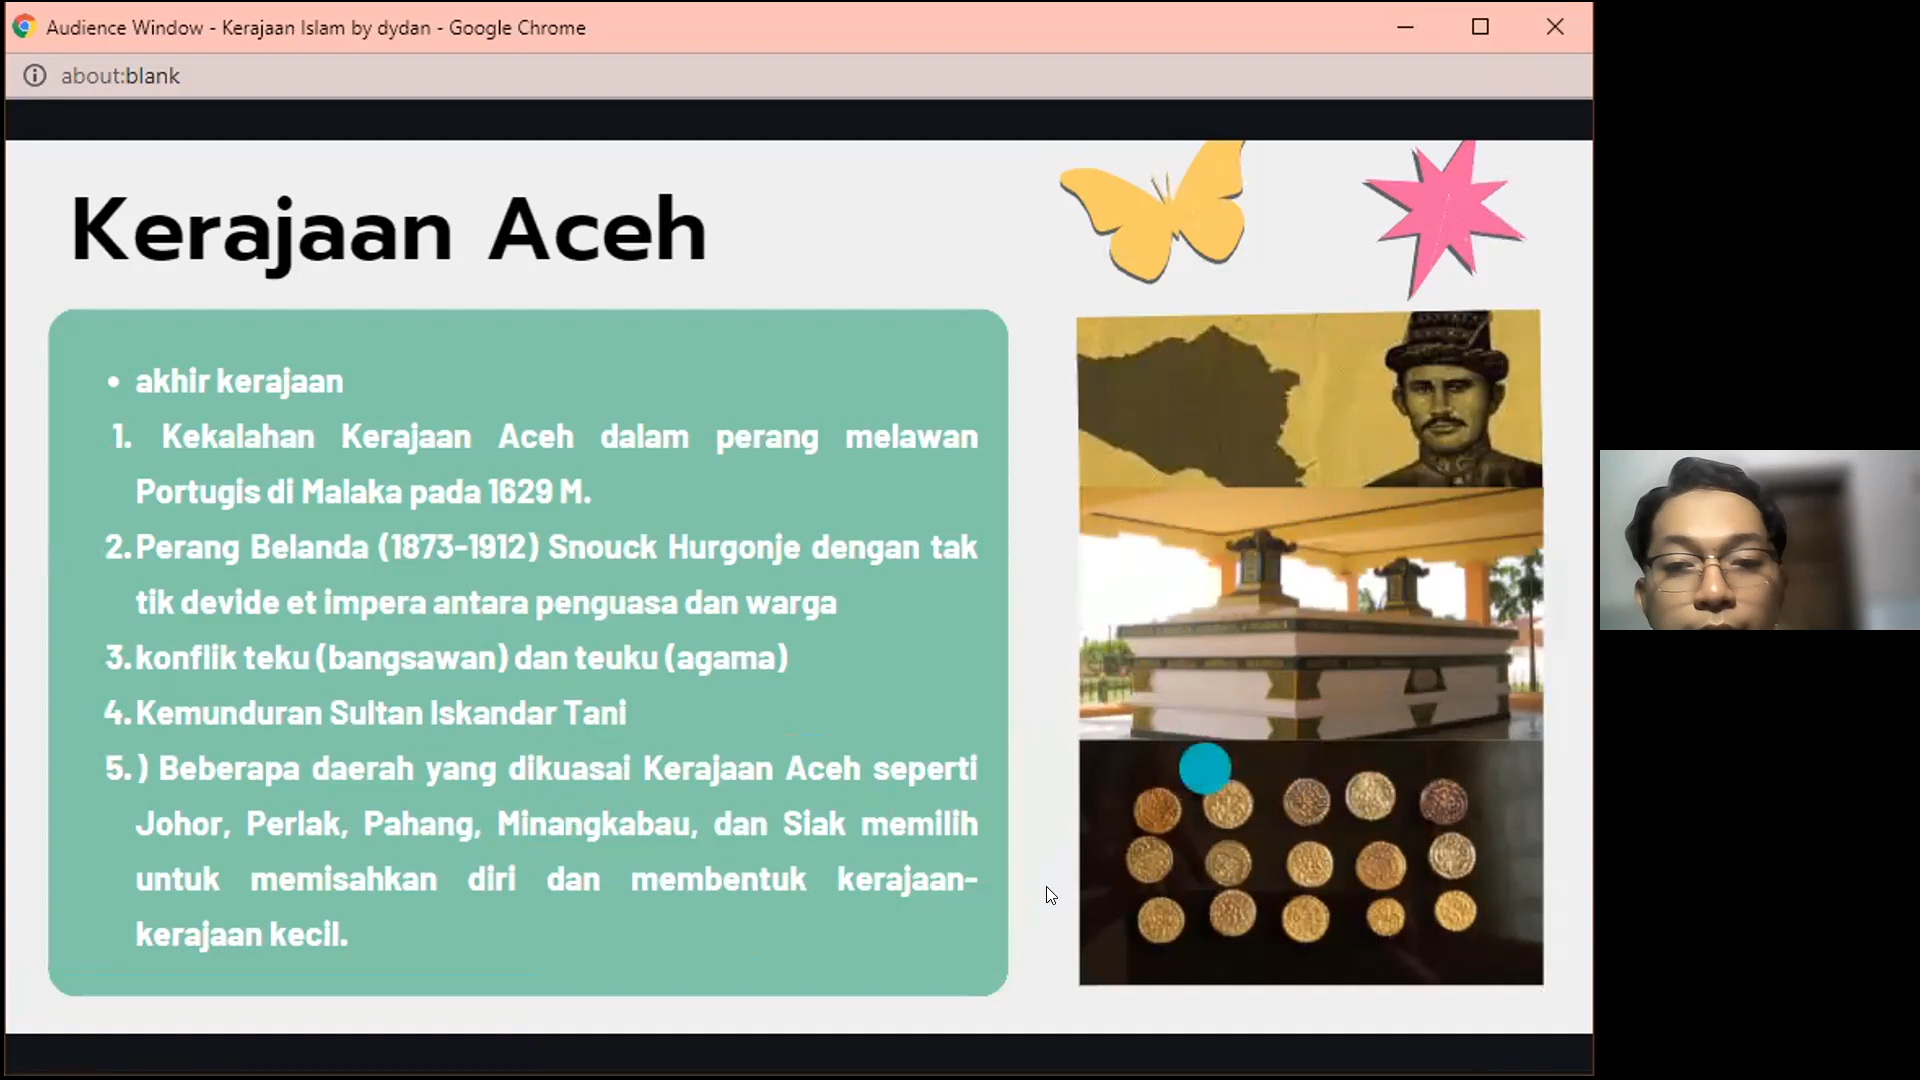 Audience Window - Kerajaan Islam by dydan - Google Chrome
about:blank
Kerajaan Aceh
• akhir kerajaan
1. Kekalahan Kerajaan Aceh dalam perang melawan
Portugis di Malaka pada 1629 M.
2. Perang Belanda (1873-1912) Snouck Hurgonje dengan tak
tik devide et impera antara penguasa dan warga
3. konflik teku (bangsawan) dan teuku (agama)
4. Kemunduran Sultan Iskandar Tani
5. ) Beberapa daerah yang dikuasai Kerajaan Aceh seperti
Johor, Perlak, Pahang, Minangkabau, dan Siak memilih
untuk memisahkan diri dan membentuk kerajaan-
kerajaan kecil.